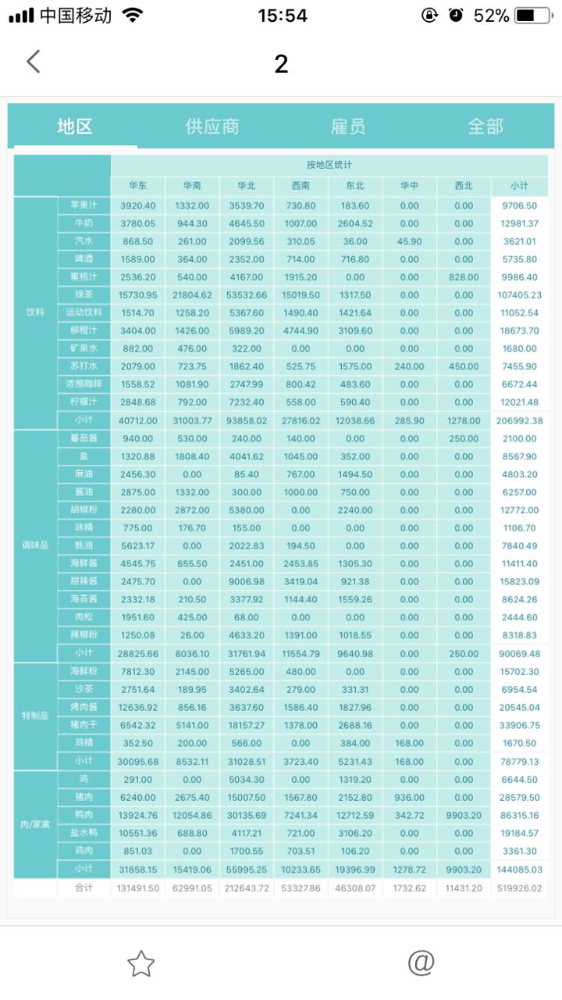 中国移动 15:54 52%
2
地区 供应商 雇员 全部
按地区统计
华东 华南 华北 西南 东北 华中 西北 小计
苹果汁 3920.40 1332.00 3539.70 730.80 183.60 0.00 0.00 9706.50
牛奶 3780.05 944.30 4645.50 1007.00 2604.52 0.00 0.00 12981.37
汽水 868.50 261.00 2099.56 310.05 36.00 45.90 0.00 3621.01
啤酒 1589.00 364.00 2352.00 714.00 716.80 0.00 0.00 5735.80
蜜桃汁 2536.20 540.00 4167.00 1915.20 0.00 0.00 828.00 9986.40
绿茶 15730.95 21804.62 53532.66 15019.50 1317.50 0.00 0.00 107405.23
饮料 运动饮料 1514.70 1258.20 5367.60 1490.40 1421.64 0.00 0.00 11052.54
柳橙汁 3404.00 1426.00 5989.20 4744.90 3109.60 0.00 0.00 18673.70
矿泉水 882.00 476.00 322.00 0.00 0.00 0.00 0.00 1680.00
苏打水 2079.00 723.75 1862.40 525.75 1575.00 240.00 450.00 7455.90
浓缩咖啡 1558.52 1081.90 2747.99 800.42 483.60 0.00 0.00 6672.44
柠檬汁 2848.68 792.00 7232.40 558.00 590.40 0.00 0.00 12021.48
小计 40712.00 31003.77 93858.02 27816.02 12038.66 285.90 1278.00 206992.38
蕃茄酱 940.00 530.00 240.00 140.00 0.00 0.00 250.00 2100.00
盐 1320.88 1808.40 4041.62 1045.00 352.00 0.00 0.00 8567.90
麻油 2456.30 0.00 85.40 767.00 1494.50 0.00 0.00 4803.20
酱油 2875.00 1332.00 300.00 1000.00 750.00 0.00 0.00 6257.00
胡椒粉 2280.00 2872.00 5380.00 0.00 2240.00 0.00 0.00 12772.00
味精 775.00 176.70 155.00 0.00 0.00 0.00 0.00 1106.70
调味品 蚝油 5623.17 0.00 2022.83 194.50 0.00 0.00 0.00 7840.49
海鲜酱 4545.75 655.50 2451.00 2453.85 1305.30 0.00 0.00 11411.40
甜辣酱 2475.70 0.00 9006.98 3419.04 921.38 0.00 0.00 15823.09
海苔酱 2332.18 210.50 3377.92 1144.40 1559.26 0.00 0.00 8624.26
肉松 1951.60 425.00 68.00 0.00 0.00 0.00 0.00 2444.60
辣椒粉 1250.08 26.00 4633.20 1391.00 1018.55 0.00 0.00 8318.83
小计 28825.66 8036.10 31761.94 11554.79 9640.98 0.00 250.00 90069.48
海鲜粉 7812.30 2145.00 5265.00 480.00 0.00 0.00 0.00 15702.30
沙茶 2751.64 189.95 3402.64 279.00 331.31 0.00 0.00 6954.54
烤肉酱 12636.92 856.16 3637.60 1586.40 1827.96 0.00 0.00 20545.04
特制品 猪肉干 6542.32 5141.00 18157.27 1378.00 2688.16 0.00 0.00 33906.75
鸡精 352.50 200.00 566.00 0.00 384.00 168.00 0.00 1670.50
小计 30095.68 8532.11 31028.51 3723.40 5231.43 168.00 0.00 78779.13
鸡 291.00 0.00 5034.30 0.00 1319.20 0.00 0.00 6644.50
猪肉 6240.00 2675.40 15007.50 1567.80 2152.80 936.00 0.00 28579.50
肉/家禽 鸭肉 13924.76 12054.86 30135.69 7241.34 12712.59 342.72 9903.20 86315.16
盐水鸭 10551.36 688.80 4117.21 721.00 3106.20 0.00 0.00 19184.57
鸡肉 851.03 0.00 1700.55 703.51 106.20 0.00 0.00 3361.30
小计 31858.15 15419.06 55995.25 10233.65 19396.99 1278.72 9903.20 144085.03
合计 131491.50 62991.05 212643.72 53327.86 46308.07 1732.62 11431.20 519926.02
@